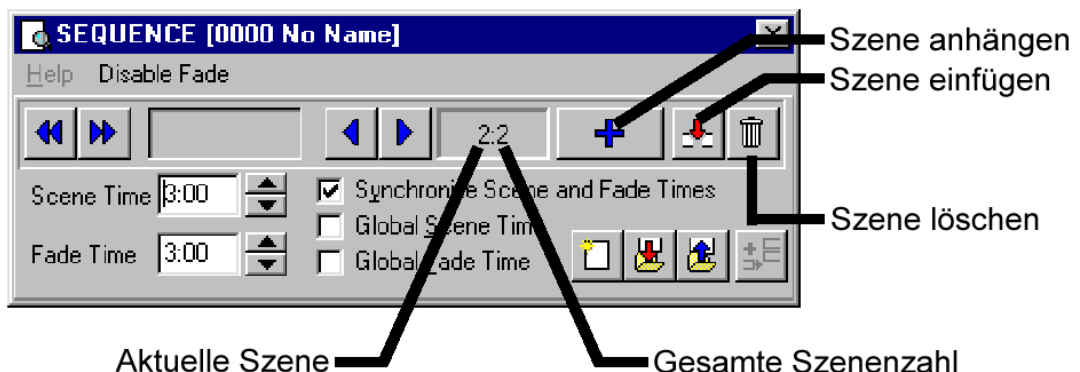 SEQUENCE [0000 No Name]
Szene anhängen
Help Disable Fade
Szene einfügen
2:2
Scene Time 3:00
Synchronize Scene and Fade Times
Szene löschen
Global Scene Time
Fade Time 3:00
Global Fade Time
Aktuelle Szene
Gesamte Szenenzahl